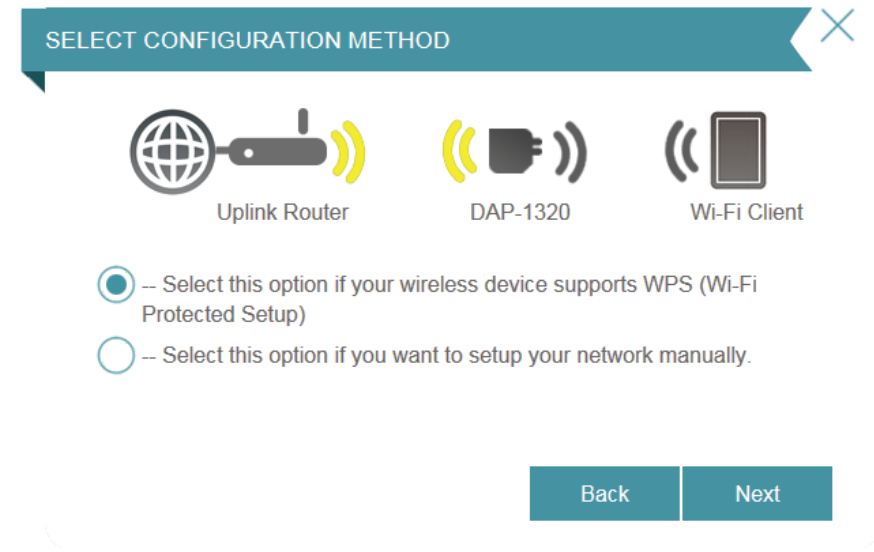 SELECT CONFIGURATION METHOD
Uplink Router
DAP-1320
Wi-Fi Client
-- Select this option if your wireless device supports WPS (Wi-Fi
Protected Setup)
-- Select this option if you want to setup your network manually.
Back
Next